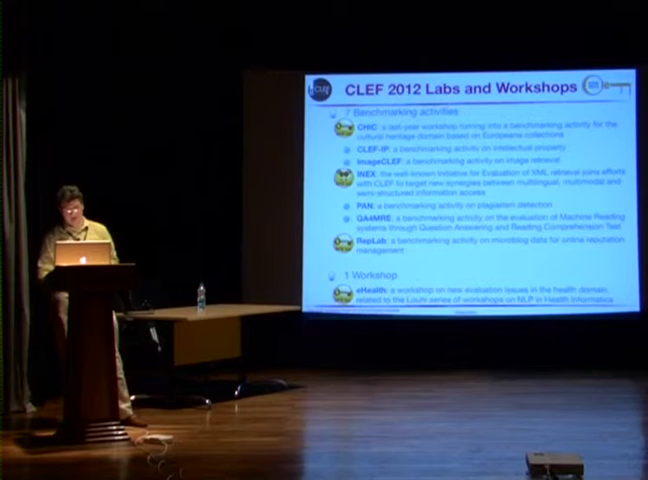 CLEF 2012 Labs and Workshops
7 Benchmarking activities
CHiC: a last-year workshop running into a benchmarking activity for the
cultural heritage domain based on Europeana collections
CLEF-IP: a benchmarking activity on intellectual property
ImageCLEF: a benchmarking activity on image retrieval
INEX: the well-known Initiative for Evaluation of XML retrieval joins efforts
with CLEF to target new synergies between multilingual, multimodal and
semi-structured information access
PAN: a benchmarking activity on plagiarism detection
QA4MRE: a benchmarking activity on the evaluation of Machine Reading
systems through Question Answering and Reading Comprehension Test
RepLab: a benchmarking activity on microblog data for online reputation
management
1 Workshop
eHealth: a workshop on new evaluation issues in the health domain,
related to the Louhi series of workshops on NLP in Health Informatics